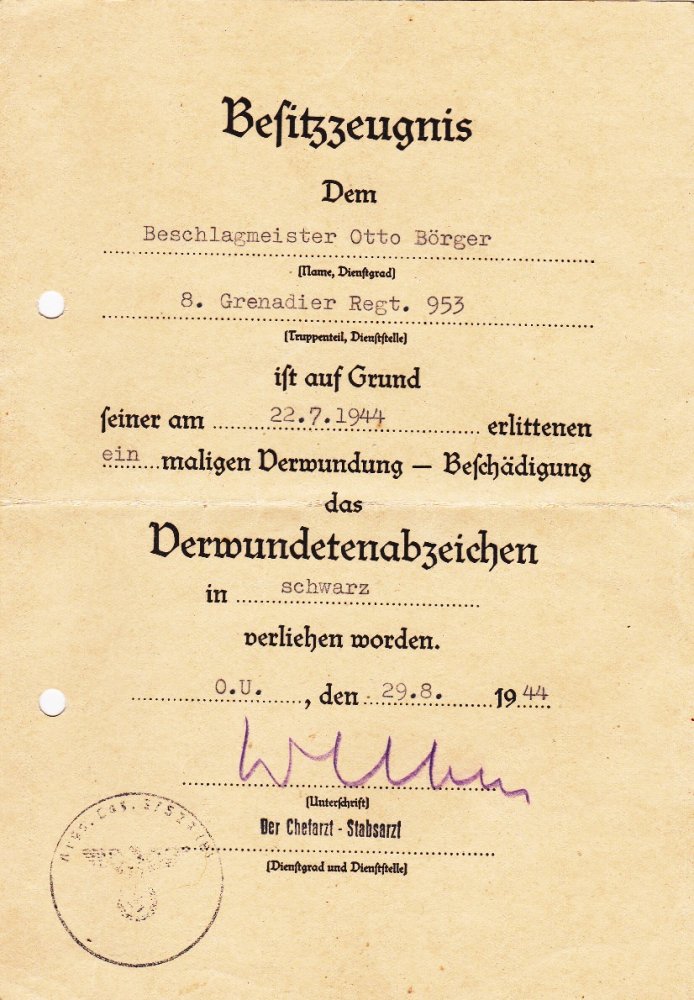 Besitzzeugnis
Dem
Beschlagmeister Otto Börger
(Name, Dienstgrad)
8. Grenadier Regt. 953
(Truppenteil, Dienststelle)
ist auf Grund
seiner am 22.7.1944 erlittenen
ein maligen Verwundung – Beschädigung
das
Verwundetenabzeichen
in schwarz
verliehen worden.
O.U. , den 29.8. 1944
(Unterschrift)
Der Chefarzt - Stabsarzt
(Dienstgrad und Dienststelle)